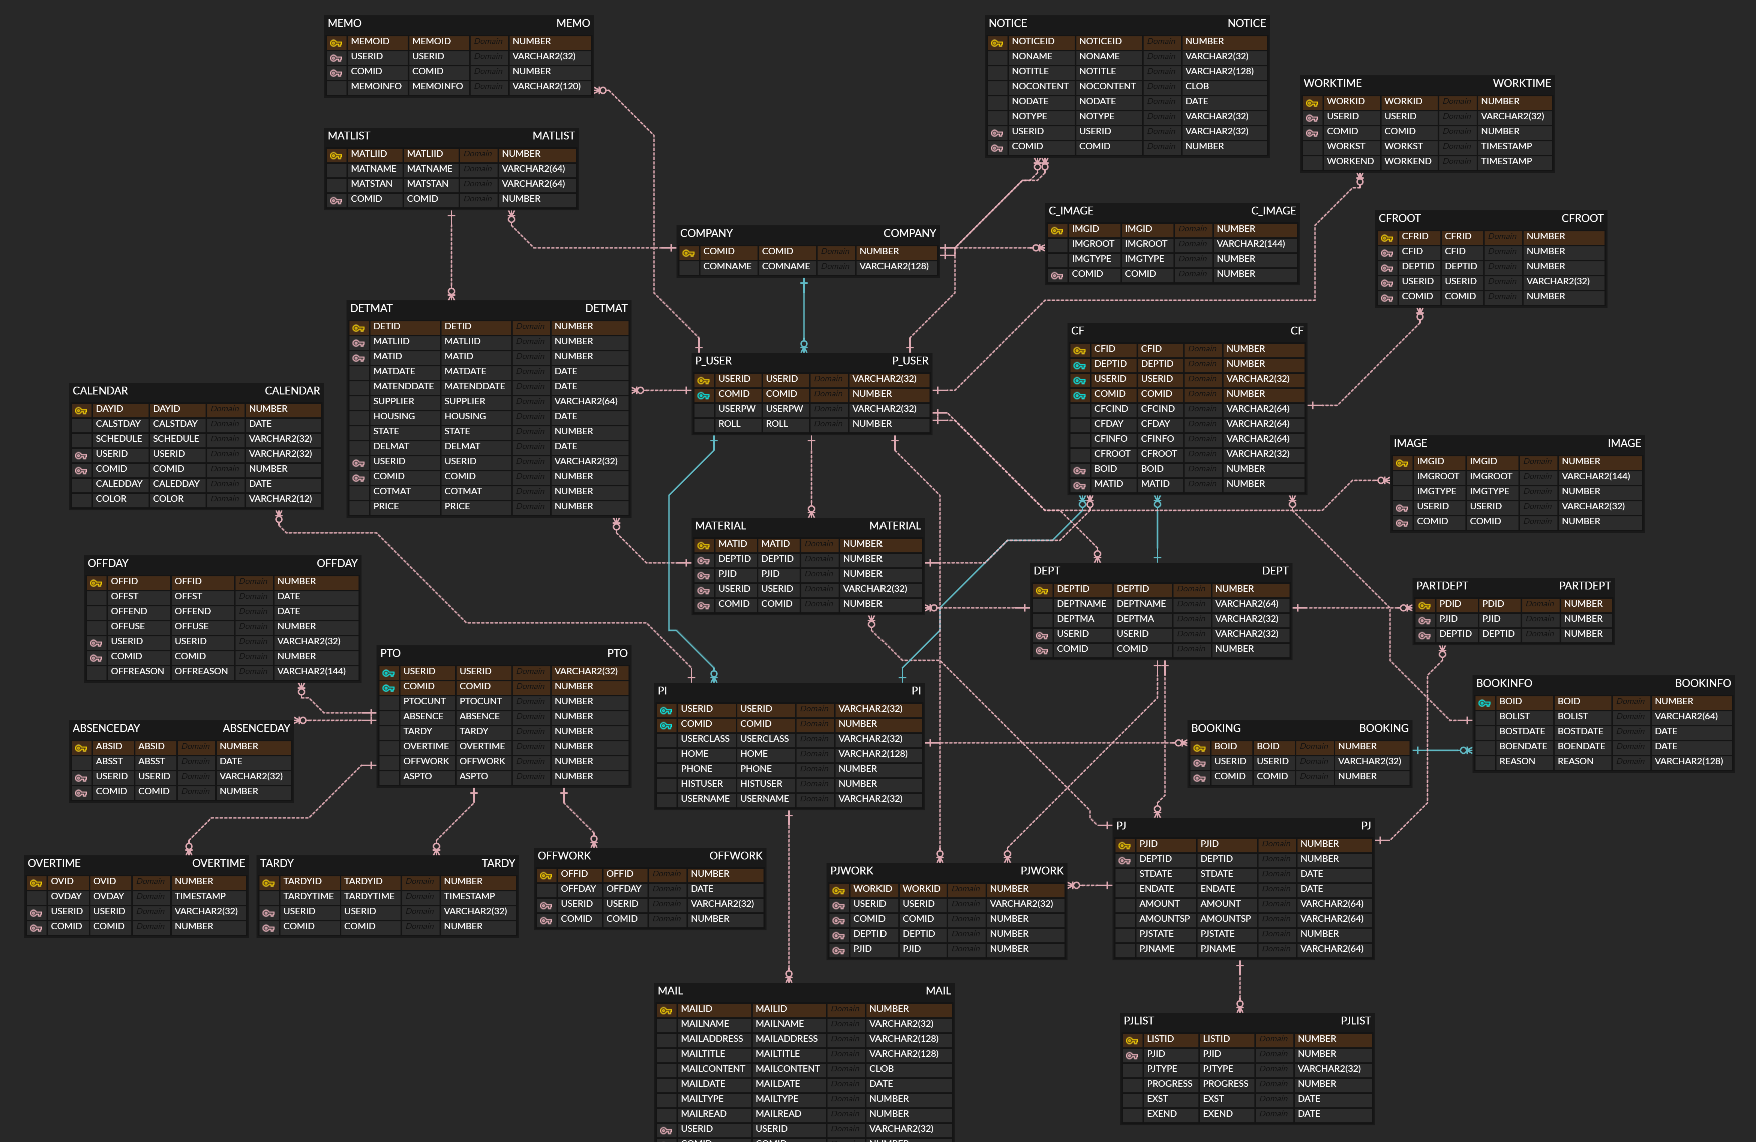 MEMO MEMO
MEMOID MEMOID Domain NUMBER
USERID USERID Domain VARCHAR2(32)
COMID COMID Domain NUMBER
MEMOINFO MEMOINFO Domain VARCHAR2(120)
NOTICE NOTICE
NOTICEID NOTICEID Domain NUMBER
NONAME NONAME Domain VARCHAR2(32)
NOTITLE NOTITLE Domain VARCHAR2(128)
NOCONTENT NOCONTENT Domain CLOB
NODATE NODATE Domain DATE
NOTYPE NOTYPE Domain VARCHAR2(32)
USERID USERID Domain VARCHAR2(32)
COMID COMID Domain NUMBER
WORKTIME WORKTIME
WORKID WORKID Domain NUMBER
USERID USERID Domain VARCHAR2(32)
COMID COMID Domain NUMBER
WORKST WORKST Domain TIMESTAMP
WORKEND WORKEND Domain TIMESTAMP
MATLIST MATLIST
MATLIID MATLIID Domain NUMBER
MATNAME MATNAME Domain VARCHAR2(64)
MATSTAN MATSTAN Domain VARCHAR2(64)
COMID COMID Domain NUMBER
COMPANY COMPANY
COMID COMID Domain NUMBER
COMNAME COMNAME Domain VARCHAR2(128)
C_IMAGE C_IMAGE
IMGID IMGID Domain NUMBER
IMGROOT IMGROOT Domain VARCHAR2(144)
IMGTYPE IMGTYPE Domain NUMBER
COMID COMID Domain NUMBER
CFROOT CFROOT
CFRID CFRID Domain NUMBER
CFID CFID Domain NUMBER
DEPTID DEPTID Domain NUMBER
USERID USERID Domain VARCHAR2(32)
COMID COMID Domain NUMBER
DETMAT DETMAT
DETID DETID Domain NUMBER
MATLIID MATLIID Domain NUMBER
MATID MATID Domain NUMBER
MATDATE MATDATE Domain DATE
MATENDDATE MATENDDATE Domain DATE
SUPPLIER SUPPLIER Domain VARCHAR2(64)
HOUSING HOUSING Domain DATE
STATE STATE Domain NUMBER
DELMAT DELMAT Domain DATE
USERID USERID Domain VARCHAR2(32)
COMID COMID Domain NUMBER
COTMAT COTMAT Domain NUMBER
PRICE PRICE Domain NUMBER
P_USER P_USER
USERID USERID Domain VARCHAR2(32)
COMID COMID Domain NUMBER
USERPW USERPW Domain VARCHAR2(32)
ROLL ROLL Domain NUMBER
CF CF
CFID CFID Domain NUMBER
DEPTID DEPTID Domain NUMBER
USERID USERID Domain VARCHAR2(32)
COMID COMID Domain NUMBER
CFCIND CFCIND Domain VARCHAR2(64)
CFDAY CFDAY Domain VARCHAR2(64)
CFINFO CFINFO Domain VARCHAR2(64)
CFROOT CFROOT Domain VARCHAR2(32)
BOID BOID Domain NUMBER
MATID MATID Domain NUMBER
CALENDAR CALENDAR
DAYID DAYID Domain NUMBER
CALSTDAY CALSTDAY Domain DATE
SCHEDULE SCHEDULE Domain VARCHAR2(32)
USERID USERID Domain VARCHAR2(32)
COMID COMID Domain NUMBER
CALEDDAY CALEDDAY Domain DATE
COLOR COLOR Domain VARCHAR2(12)
IMAGE IMAGE
IMGID IMGID Domain NUMBER
IMGROOT IMGROOT Domain VARCHAR2(144)
IMGTYPE IMGTYPE Domain NUMBER
USERID USERID Domain VARCHAR2(32)
COMID COMID Domain NUMBER
MATERIAL MATERIAL
MATID MATID Domain NUMBER
DEPTID DEPTID Domain NUMBER
PJID PJID Domain NUMBER
USERID USERID Domain VARCHAR2(32)
COMID COMID Domain NUMBER
OFFDAY OFFDAY
OFFID OFFID Domain NUMBER
OFFST OFFST Domain DATE
OFFEND OFFEND Domain DATE
OFFUSE OFFUSE Domain NUMBER
USERID USERID Domain VARCHAR2(32)
COMID COMID Domain NUMBER
OFFREASON OFFREASON Domain VARCHAR2(144)
DEPT DEPT
DEPTID DEPTID Domain NUMBER
DEPTNAME DEPTNAME Domain VARCHAR2(64)
DEPTMA DEPTMA Domain VARCHAR2(32)
USERID USERID Domain VARCHAR2(32)
COMID COMID Domain NUMBER
PARTDEPT PARTDEPT
PDID PDID Domain NUMBER
PJID PJID Domain NUMBER
DEPTID DEPTID Domain NUMBER
PTO PTO
USERID USERID Domain VARCHAR2(32)
COMID COMID Domain NUMBER
PTOCUNT PTOCUNT Domain NUMBER
ABSENCE ABSENCE Domain NUMBER
TARDY TARDY Domain NUMBER
OVERTIME OVERTIME Domain NUMBER
OFFWORK OFFWORK Domain NUMBER
ASPTO ASPTO Domain NUMBER
PI PI
USERID USERID Domain VARCHAR2(32)
COMID COMID Domain NUMBER
USERCLASS USERCLASS Domain VARCHAR2(32)
HOME HOME Domain VARCHAR2(128)
PHONE PHONE Domain NUMBER
HISTUSER HISTUSER Domain NUMBER
USERNAME USERNAME Domain VARCHAR2(32)
BOOKINFO BOOKINFO
BOID BOID Domain NUMBER
BOLIST BOLIST Domain VARCHAR2(64)
BOSTDATE BOSTDATE Domain DATE
BOENDATE BOENDATE Domain DATE
REASON REASON Domain VARCHAR2(128)
ABSENCEDAY ABSENCEDAY
ABSID ABSID Domain NUMBER
ABSST ABSST Domain DATE
USERID USERID Domain VARCHAR2(32)
COMID COMID Domain NUMBER
BOOKING BOOKING
BOID BOID Domain NUMBER
USERID USERID Domain VARCHAR2(32)
COMID COMID Domain NUMBER
PJ PJ
PJID PJID Domain NUMBER
DEPTID DEPTID Domain NUMBER
STDATE STDATE Domain DATE
ENDATE ENDATE Domain DATE
AMOUNT AMOUNT Domain VARCHAR2(64)
AMOUNTSP AMOUNTSP Domain VARCHAR2(64)
PJSTATE PJSTATE Domain NUMBER
PJNAME PJNAME Domain VARCHAR2(64)
OVERTIME OVERTIME
OVID OVID Domain NUMBER
OVDAY OVDAY Domain TIMESTAMP
USERID USERID Domain VARCHAR2(32)
COMID COMID Domain NUMBER
TARDY TARDY
TARDYID TARDYID Domain NUMBER
TARDYTIME TARDYTIME Domain TIMESTAMP
USERID USERID Domain VARCHAR2(32)
COMID COMID Domain NUMBER
OFFWORK OFFWORK
OFFID OFFID Domain NUMBER
OFFDAY OFFDAY Domain DATE
USERID USERID Domain VARCHAR2(32)
COMID COMID Domain NUMBER
PJWORK PJWORK
WORKID WORKID Domain NUMBER
USERID USERID Domain VARCHAR2(32)
COMID COMID Domain NUMBER
DEPTID DEPTID Domain NUMBER
PJID PJID Domain NUMBER
MAIL MAIL
MAILID MAILID Domain NUMBER
MAILNAME MAILNAME Domain VARCHAR2(32)
MAILADDRESS MAILADDRESS Domain VARCHAR2(128)
MAILTITLE MAILTITLE Domain VARCHAR2(128)
MAILCONTENT MAILCONTENT Domain CLOB
MAILDATE MAILDATE Domain DATE
MAILTYPE MAILTYPE Domain NUMBER
MAILREAD MAILREAD Domain NUMBER
USERID USERID Domain VARCHAR2(32)
PJLIST PJLIST
LISTID LISTID Domain NUMBER
PJID PJID Domain NUMBER
PJTYPE PJTYPE Domain VARCHAR2(32)
PROGRESS PROGRESS Domain NUMBER
EXST EXST Domain DATE
EXEND EXEND Domain DATE